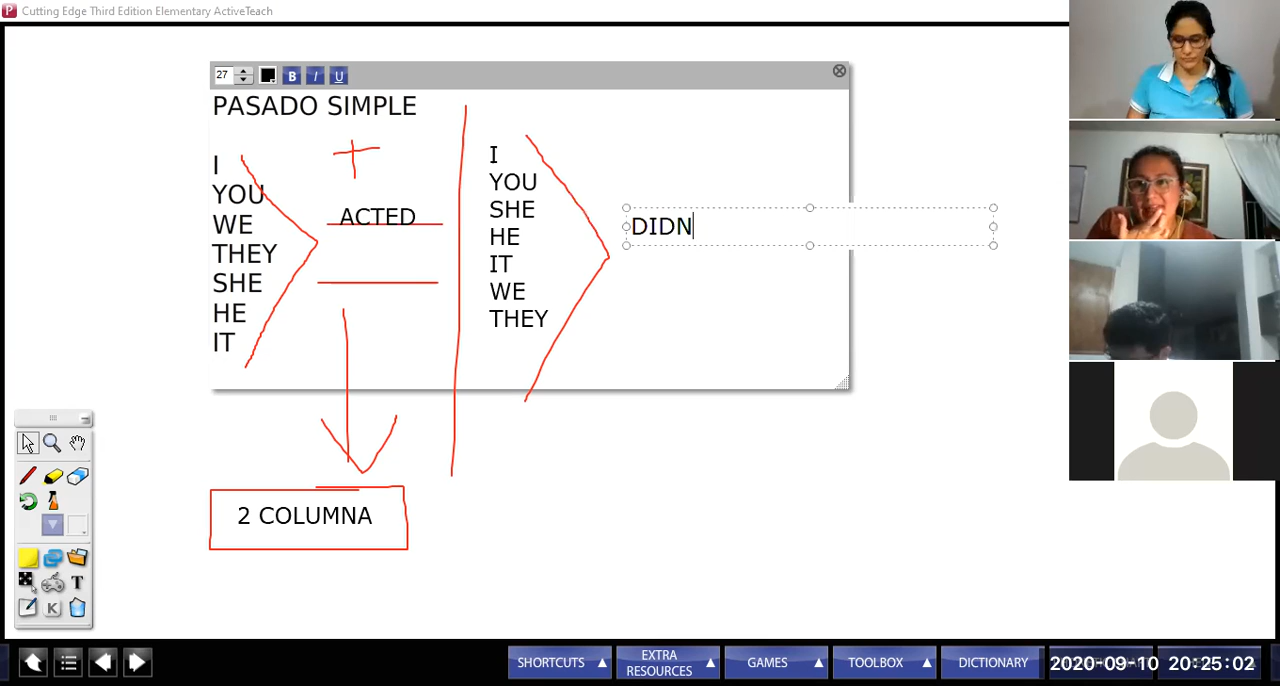 Cutting Edge Third Edition Elementary ActiveTeach
27
B I U
PASADO SIMPLE
I
YOU
WE
THEY
SHE
HE
IT
+
ACTED
I
YOU
SHE
HE
IT
WE
THEY
DIDN
2 COLUMNA
T
K
SHORTCUTS
EXTRA
RESOURCES
GAMES
TOOLBOX
DICTIONARY
2020-09-10 20:25:02